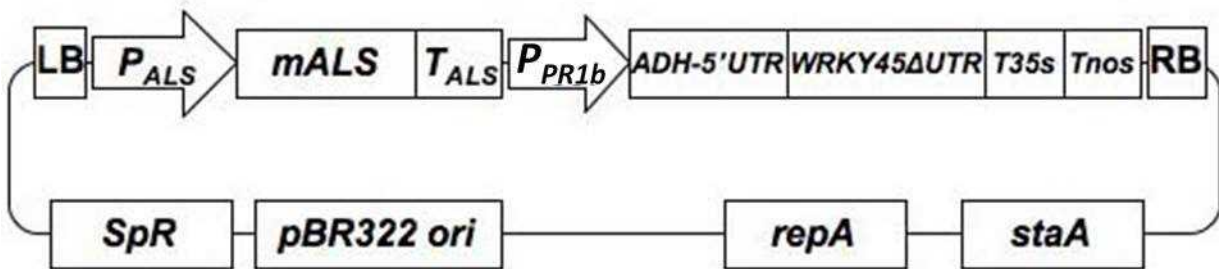 LB P_ALS mALS T_ALS P_PR1b ADH-5'UTR WRKY45ΔUTR T35s Tnos RB
SpR pBR322 ori repA staA